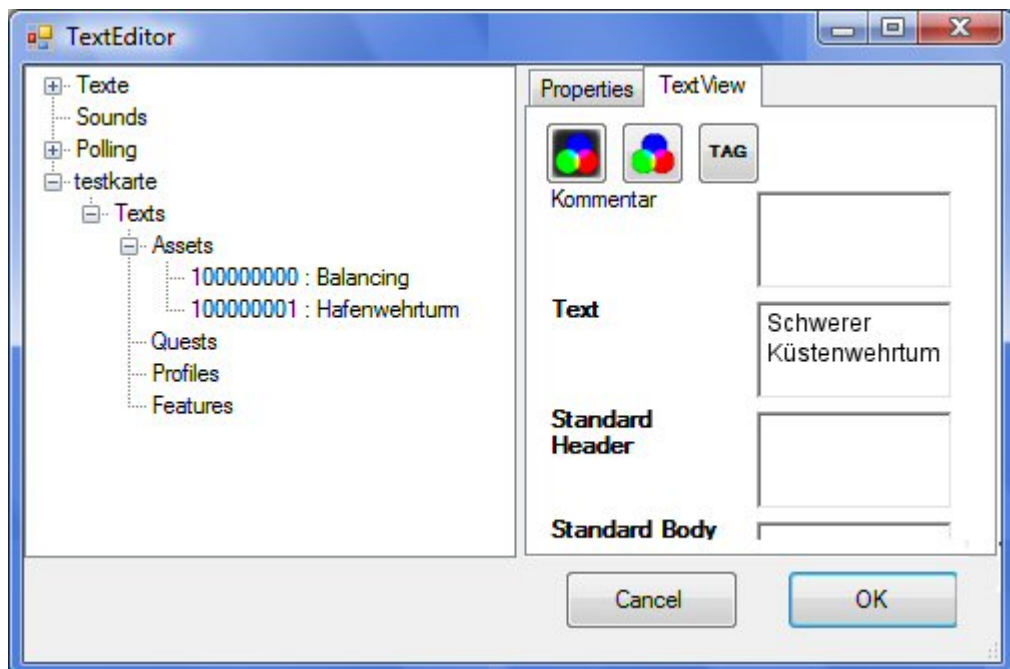 TextEditor
Texte
Sounds
Polling
testkarte
Texts
Assets
100000000 : Balancing
100000001 : Hafenwehrturm
Quests
Profiles
Features
Properties
TextView
TAG
Kommentar
Text
Schwerer
Küstenwehrtum
Standard
Header
Standard Body
Cancel
OK